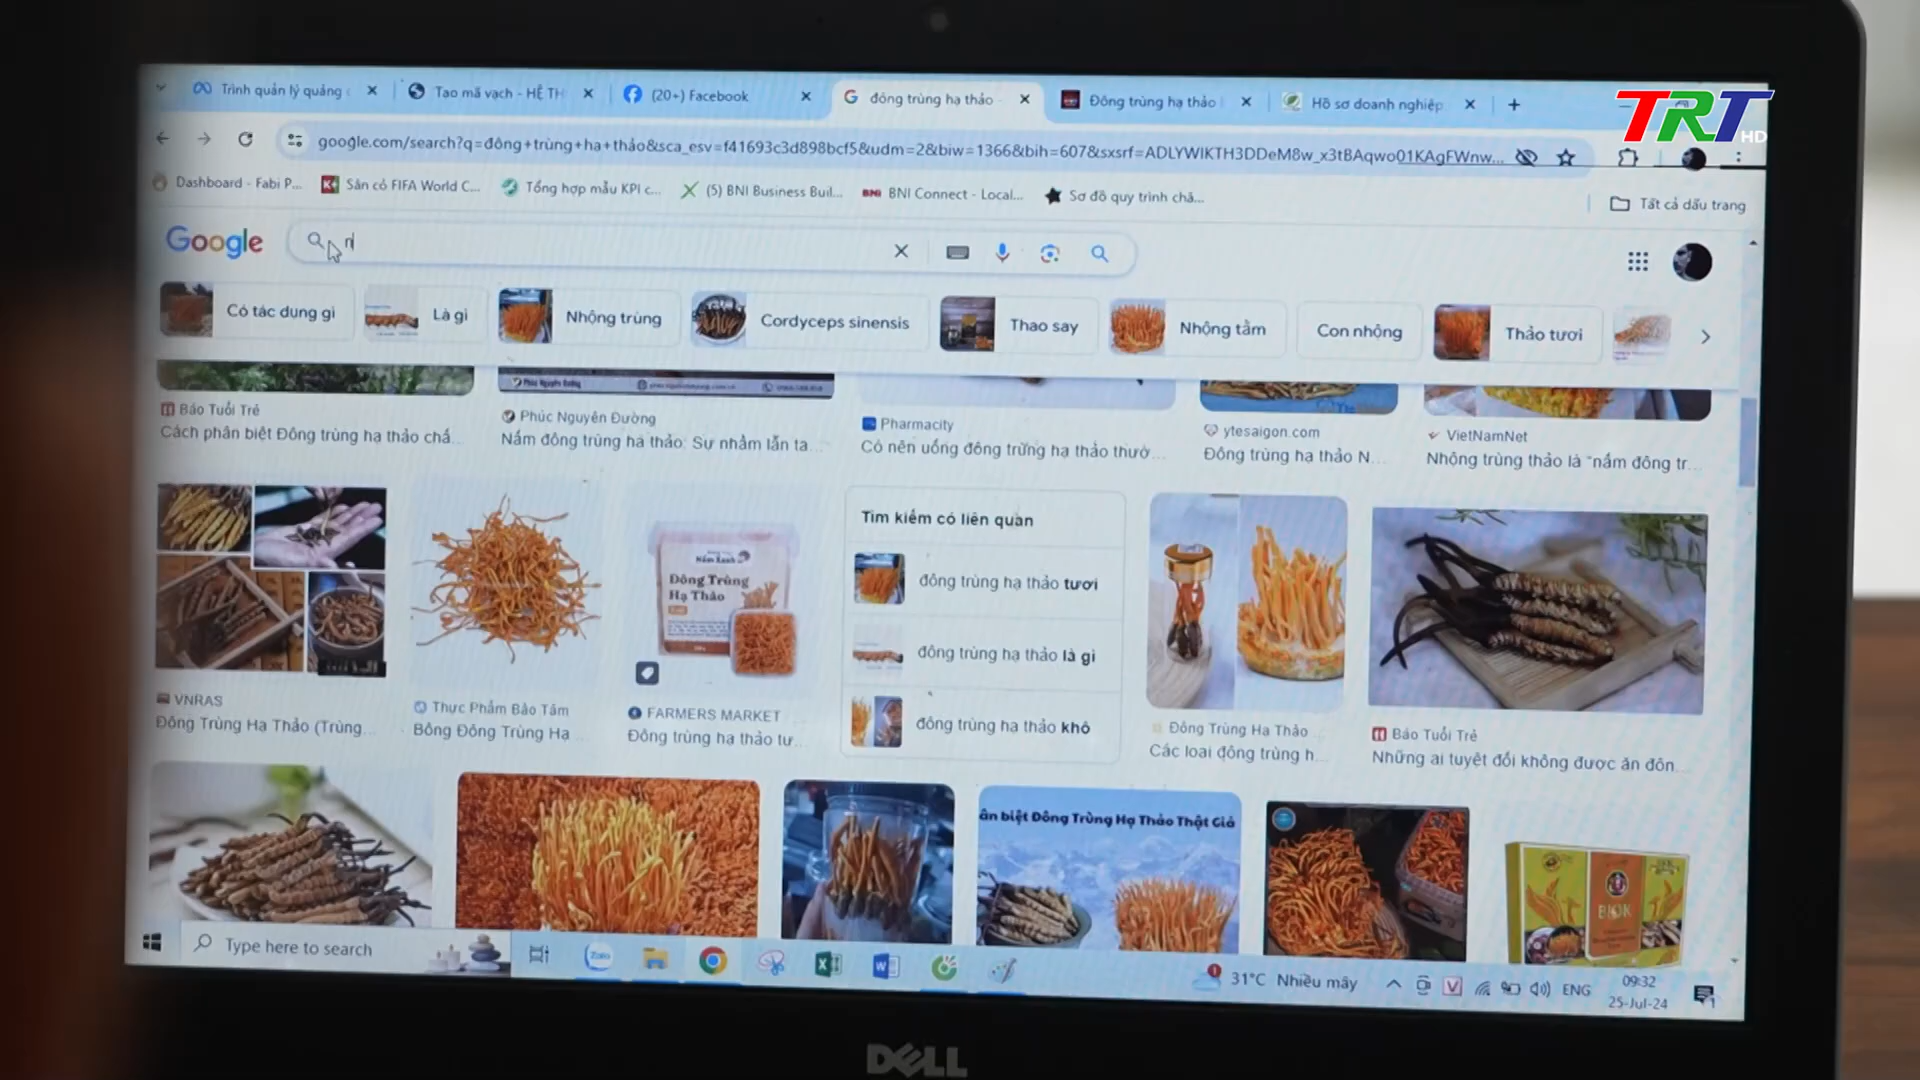 TRT HD
Trình quản lý quảng
Tạo mã vạch - HỆ TH
(20+) Facebook
đông trùng hạ thảo
Đông trùng hạ thảo
Hồ sơ doanh nghiệp
google.com/search?q=đông+trùng+hạ+thảo&sca_esv=f41693c3d898bcf5&udm=2&biw=1366&bih=607&sxsrf=ADLYWIKTH3DDeM8w_x3tBAqwo01KAgFWnw...
Dashboard - Fabi P...
Sân cỏ FIFA World C...
Tổng hợp mẫu KPI c...
(5) BNI Business Buil...
BNI BNI Connect - Local...
Sơ đồ quy trình chă...
Tất cả dấu trang
Google
n
Có tác dụng gì
Là gì
Nhộng trùng
Cordyceps sinensis
Thao say
Nhộng tằm
Con nhộng
Thảo tươi
Báo Tuổi Trẻ
Cách phân biệt Đông trùng hạ thảo chấ...
Phúc Nguyên Đường
Nấm đông trùng hạ thảo: Sự nhầm lẫn ta...
Pharmacity
Có nên uống đông trùng hạ thảo thườ...
ytesaigon.com
Đông trùng hạ thảo N...
VietNamNet
Nhộng trùng thảo là "nấm đông tr...
Nấm Xanh
Đông Trùng
Hạ Thảo
Tìm kiếm có liên quan
đông trùng hạ thảo tươi
đông trùng hạ thảo là gì
đông trùng hạ thảo khô
VNRAS
Đông Trùng Hạ Thảo (Trùng...
Thực Phẩm Bảo Tâm
Bông Đông Trùng Hạ
FARMERS MARKET
Đông trùng hạ thảo tư...
Đông Trùng Hạ Thảo
Các loại đông trùng h...
Báo Tuổi Trẻ
Những ai tuyệt đối không được ăn đôn...
ân biệt Đông Trùng Hạ Thảo Thật Giả
BIOK
Type here to search
Zalo
31°C Nhiều mây
ENG
09:32
25-Jul-24
DELL